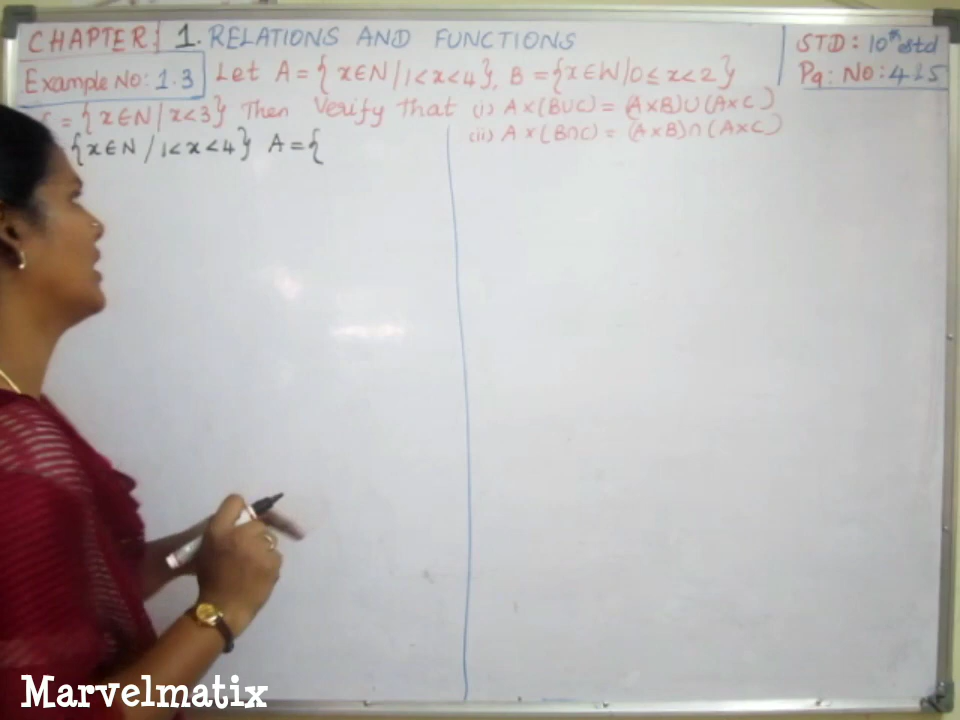 CHAPTER: 1. RELATIONS AND FUNCTIONS
STD: 10th std
Example No: 1.3 Let A = { x∈N / 1<x<4}, B = {x∈W/0≤ x<2}
Pg: No: 4&5
= { x∈N / x<3} Then Verify that (i) A×(B∪C) = (A×B)∪(A×C)
(ii) A × (B∩C) = (A×B)∩(A×C)
{x∈N / 1<x<4} A = {
Marvelmatix